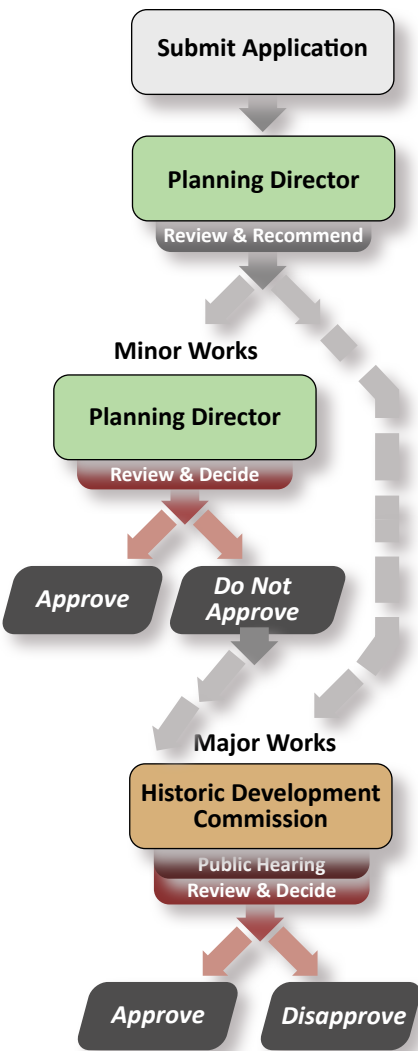 Submit Application
Planning Director
Review & Recommend
Minor Works
Planning Director
Review & Decide
Approve
Do Not
Approve
Major Works
Historic Development
Commission
Public Hearing
Review & Decide
Approve
Disapprove